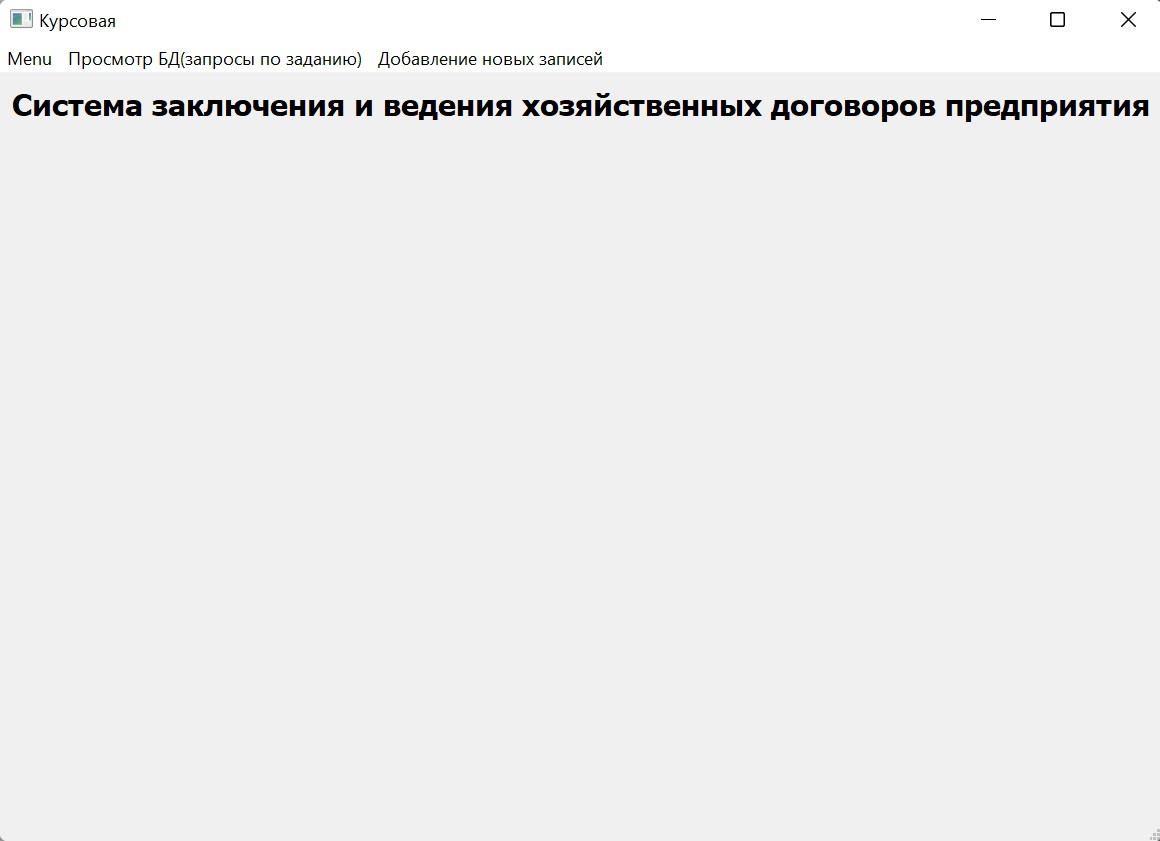 Курсовая
Menu Просмотр БД(запросы по заданию) Добавление новых записей
Система заключения и ведения хозяйственных договоров предприятия